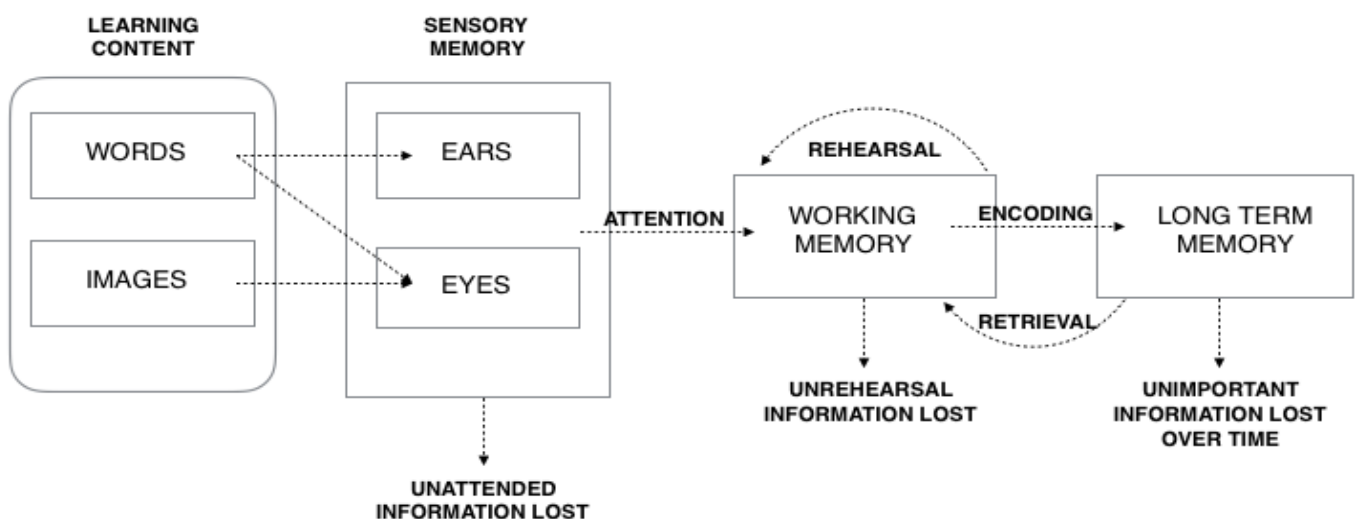 LEARNING
CONTENT
SENSORY
MEMORY
WORDS
IMAGES
EARS
EYES
ATTENTION
REHEARSAL
WORKING
MEMORY
ENCODING
LONG TERM
MEMORY
RETRIEVAL
UNATTENDED
INFORMATION LOST
UNREHEARSAL
INFORMATION LOST
UNIMPORTANT
INFORMATION LOST
OVER TIME